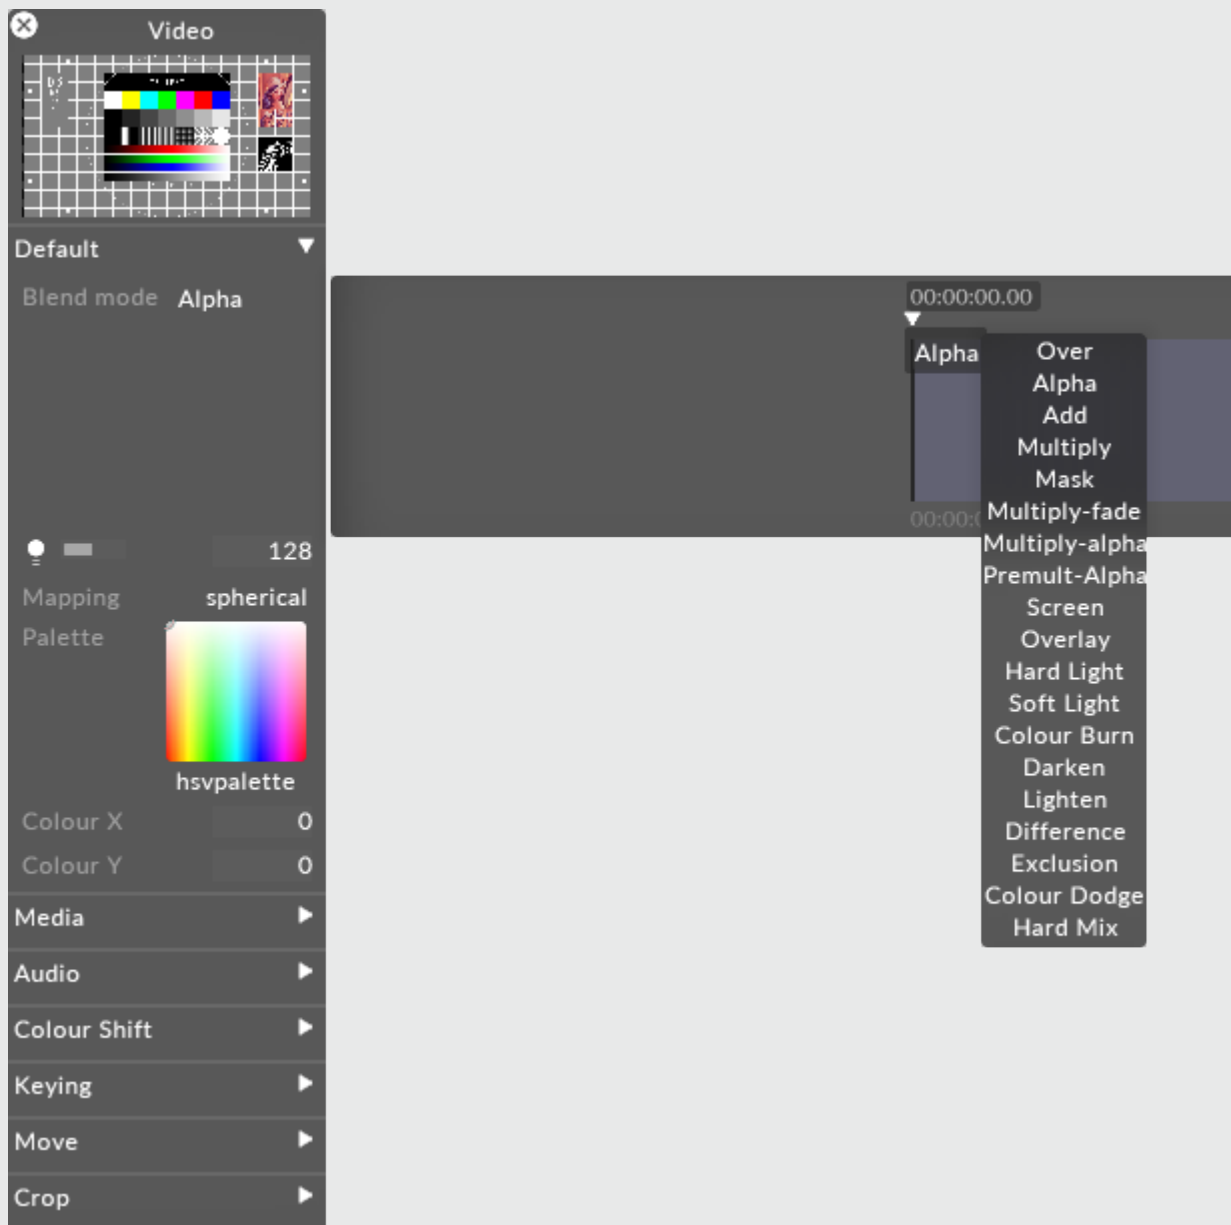 Video
Default
Blend mode Alpha
128
Mapping spherical
Palette
hsvpalette
Colour X 0
Colour Y 0
Media
Audio
Colour Shift
Keying
Move
Crop
00:00:00.00
Alpha
Over
Alpha
Add
Multiply
Mask
Multiply-fade
Multiply-alpha
Premult-Alpha
Screen
Overlay
Hard Light
Soft Light
Colour Burn
Darken
Lighten
Difference
Exclusion
Colour Dodge
Hard Mix